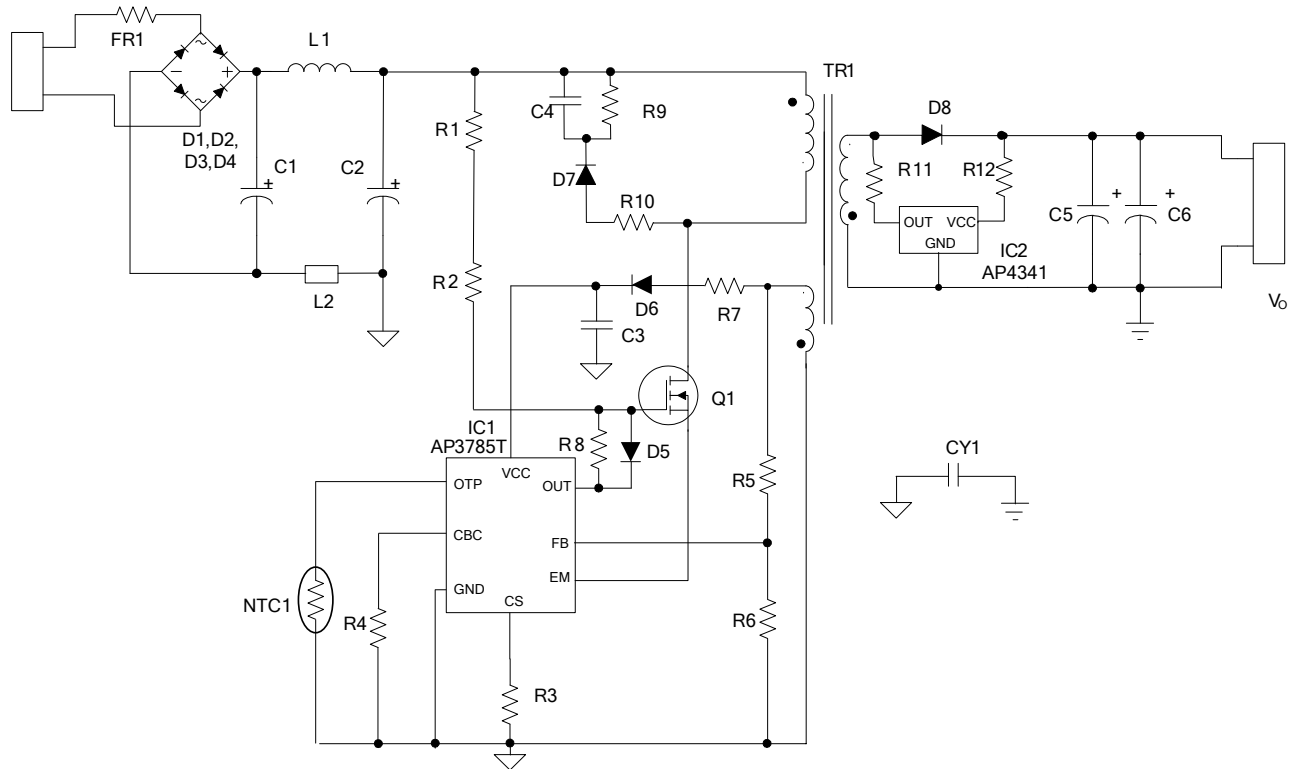 FR1
L1
TR1
D1,D2,
D3,D4
C1
C2
L2
R1
C4
R9
D7
R10
D8
R11
R12
OUT
VCC
GND
IC2
AP4341
C5
C6
+
+
+
+
Vo
R2
D6
R7
C3
Q1
IC1
AP3785T
R8
D5
R5
CY1
VCC
OTP
OUT
CBC
FB
GND
EM
CS
NTC1
R4
R6
R3